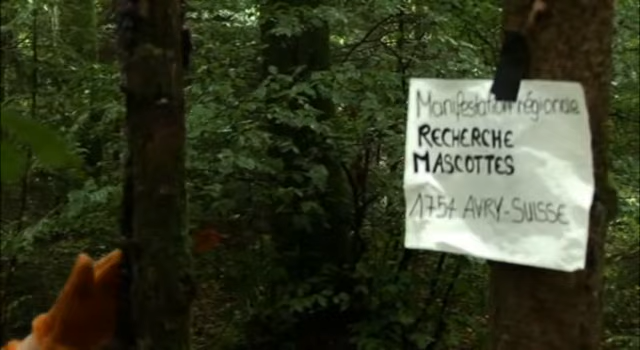 Manifestation régionale
RECHERCHE
MASCOTTES
1754 AVRY-SUISSE